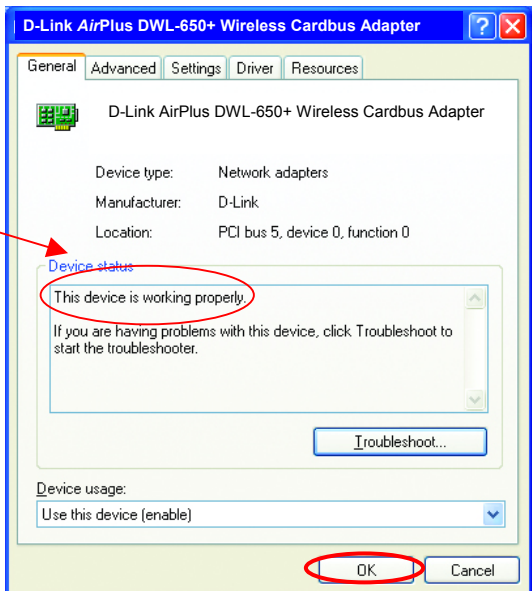 D-Link AirPlus DWL-650+ Wireless Cardbus Adapter
General Advanced Settings Driver Resources
D-Link AirPlus DWL-650+ Wireless Cardbus Adapter
Device type: Network adapters
Manufacturer: D-Link
Location: PCI bus 5, device 0, function 0
Device status
This device is working properly.
If you are having problems with this device, click Troubleshoot to
start the troubleshooter.
Troubleshoot...
Device usage:
Use this device (enable)
OK Cancel